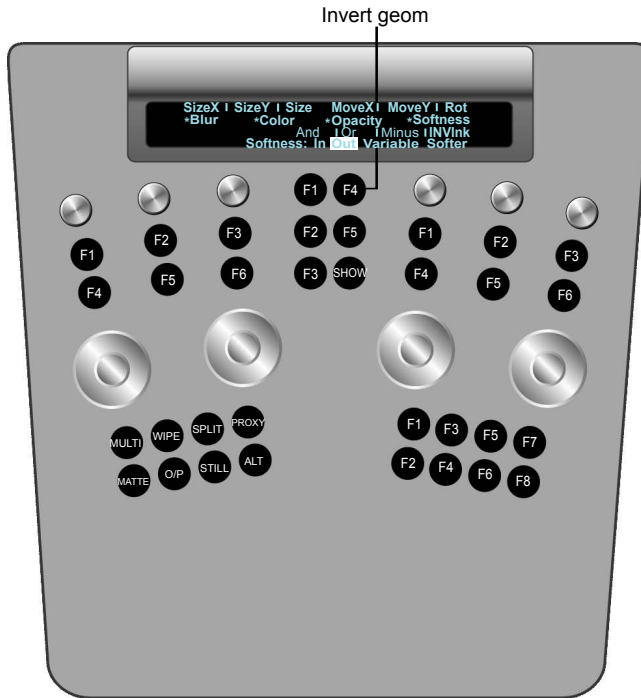 Invert geom
SizeX I SizeY I Size MoveX I MoveY I Rot
*Blur *Color *Opacity *Softness
And I Or I Minus I INVInk
Softness: In Out Variable Softer
F1 F4
F2 F5
F3 SHOW
F1 F2 F3
F4 F5 F6
F1 F2 F3
F4 F5 F6
MULTI WIPE SPLIT PROXY
MATTE O/P STILL ALT
F1 F3 F5 F7
F2 F4 F6 F8